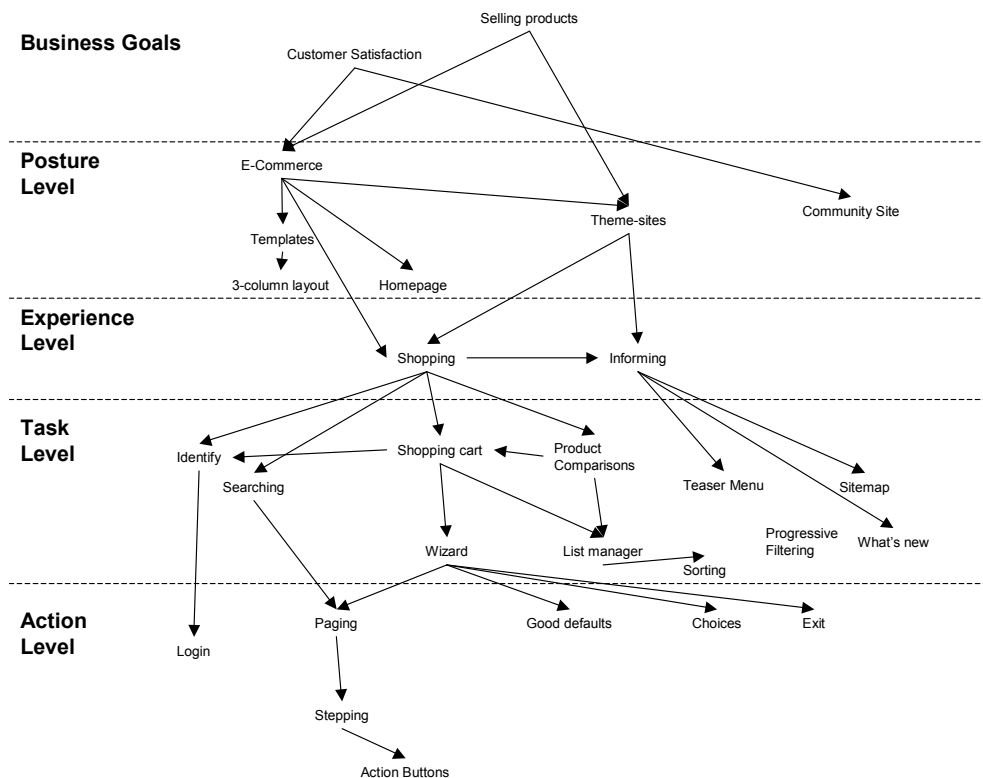 Selling products
Business Goals
Customer Satisfaction
Posture
Level
E-Commerce
Community Site
Theme-sites
Templates
3-column layout
Homepage
Experience
Level
Shopping
Informing
Task
Level
Identify
Shopping cart
Product
Comparisons
Searching
Teaser Menu
Sitemap
Progressive
Filtering
What's new
Wizard
List manager
Sorting
Action
Level
Paging
Good defaults
Choices
Exit
Login
Stepping
Action Buttons